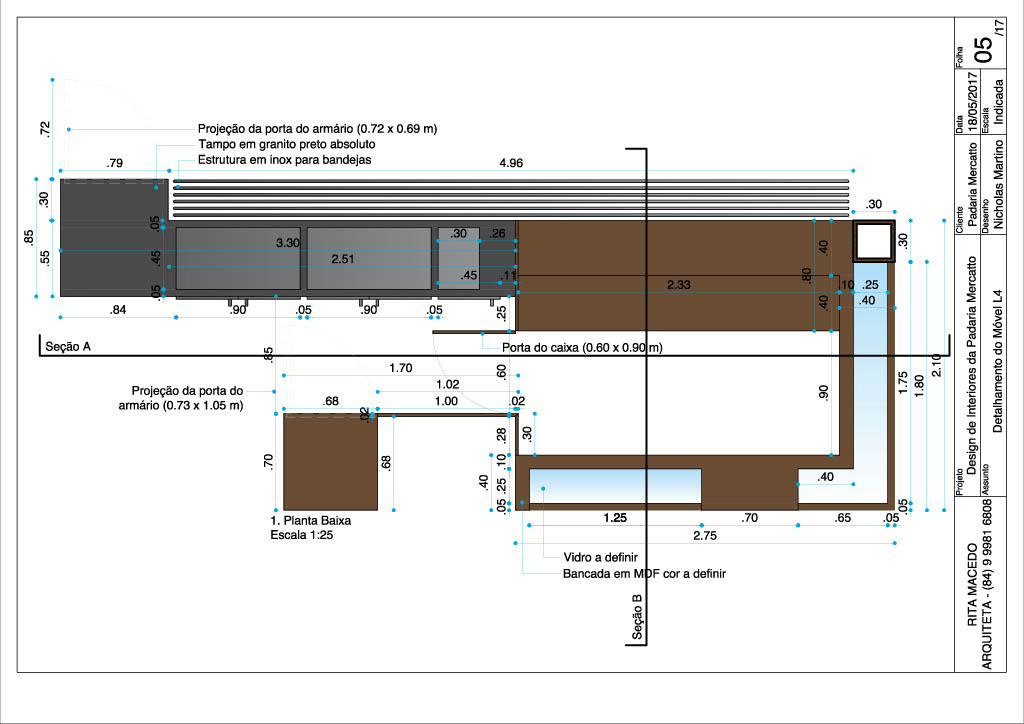 Projeção da porta do armário (0.72 x 0.69 m)
Tampo em granito preto absoluto
Estrutura em inox para bandejas
.72
.79
4.96
.30
.85
.30
.55
.05
.45
.05
3.30
2.51
.30
.26
.45
.11
.40
.80
.40
2.33
.10
.25
.40
.30
.84
.90
.05
.90
.05
.25
Seção A
Porta do caixa (0.60 x 0.90 m)
.85
1.70
.60
1.02
.68
1.00
.02
.02
Projeção da porta do
armário (0.73 x 1.05 m)
.90
1.75
1.80
2.10
.70
.68
.28
.30
.10
.40
.25
.05
.40
.05
1. Planta Baixa
Escala 1:25
1.25
.70
.65
.05
2.75
Vidro a definir
Bancada em MDF cor a definir
Seção B
Folha
05
/17
Data
18/05/2017
Escala
Indicada
Cliente
Padaria Mercatto
Desenho
Nicholas Martino
Projeto
Design de Interiores da Padaria Mercatto
Assunto
Detalhamento do Móvel L4
RITA MACEDO
ARQUITETA - (84) 9 9981 6808